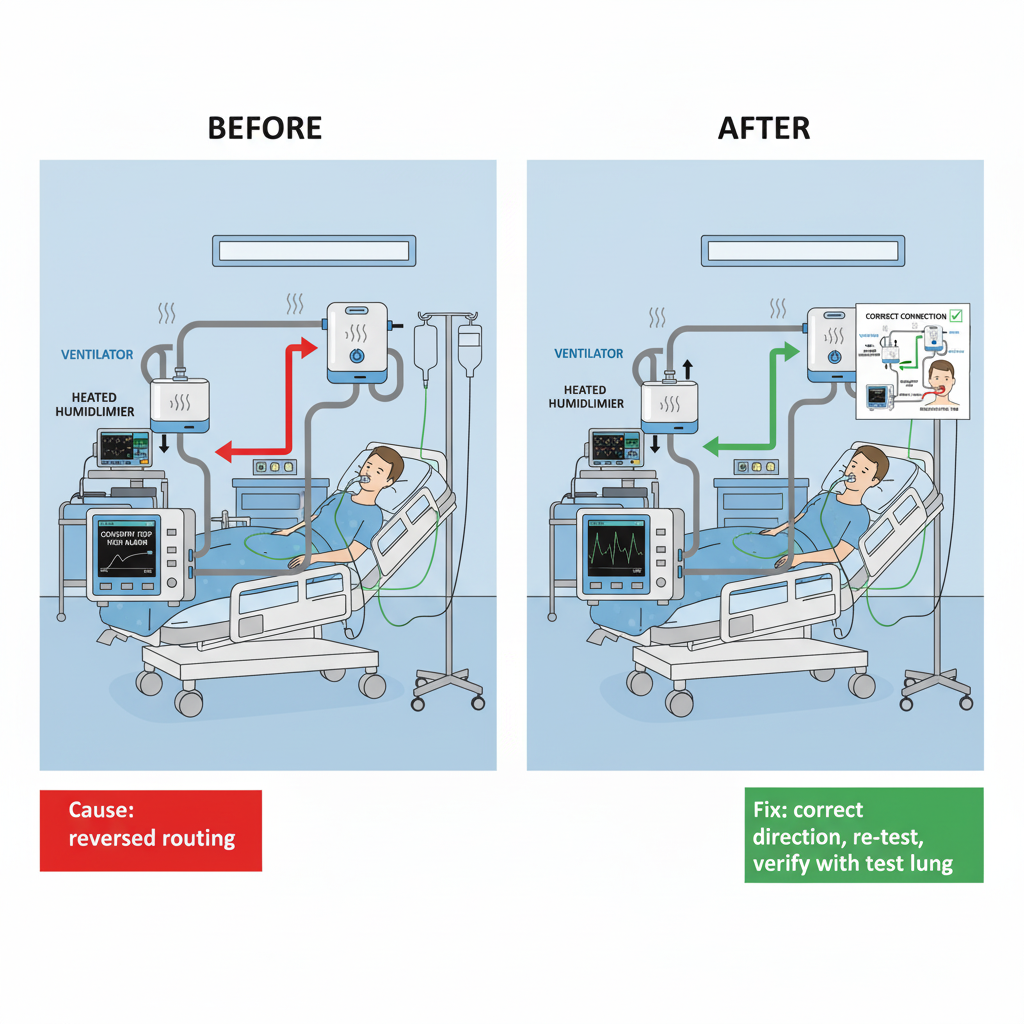 BEFORE
AFTER
VENTILATOR
HEATED
HUMIDLIMIER
VENTILATOR
HEATED
HUMIDLIMIER
CORRECT CONNECTION
Cause:
reversed routing
Fix: correct
direction, re-test,
verify with test lung